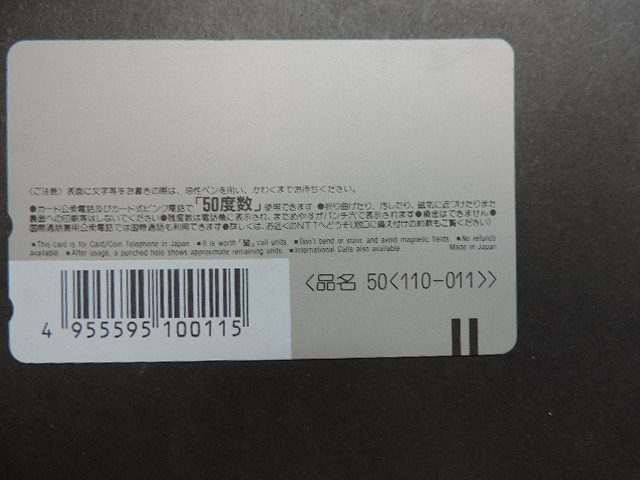 〈ご注意〉表面に文字等をお書きの際は、油性ペンを用い、かわくまでお待ちください。
●カード公衆電話及びカード式ピンク電話で「50度数」使用できます ●折り曲げたり、汚したり、磁気に近づけたりまた
裏面への印刷等はしないでください ●残度数は電話機に表示され、まためやすがパンチ穴で表示されます ●換金はできません ●
国際通話兼用公衆電話では国際通話も利用できます ●詳しくは、お近くのNTTへどうぞ(窓口に備え付けの約款もご覧ください)
■This card is for Card/Coin Telephone in Japan. ■It is worth「50」call units ■Don't bend or stain and avoid magnetic fields. ■No refunds
available. ■After usage, a punched hole shows approximate remaining units. ■International Calls also available. Made in Japan
〈品名 50〈110-011〉〉
4 955595 100115